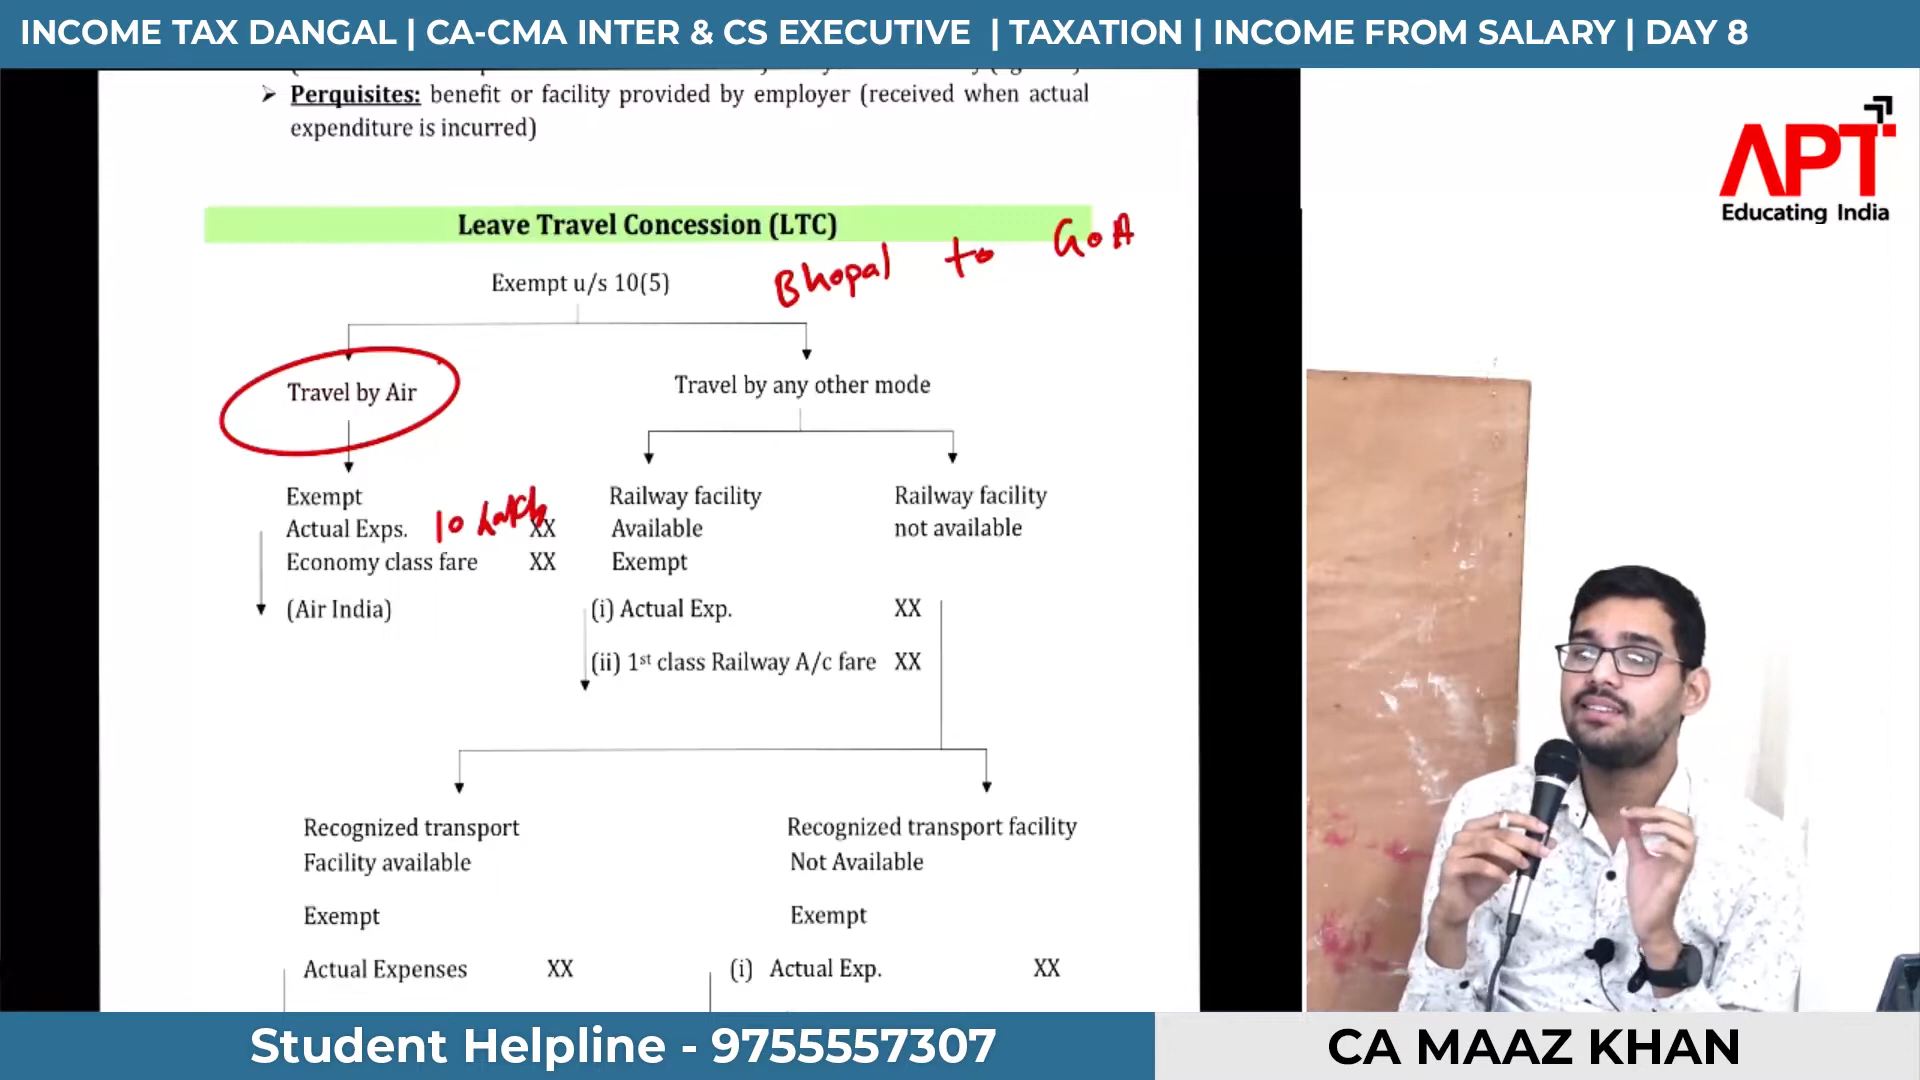 INCOME TAX DANGAL | CA-CMA INTER & CS EXECUTIVE | TAXATION | INCOME FROM SALARY | DAY 8
➢ Perquisites: benefit or facility provided by employer (received when actual
expenditure is incurred)
APT
Educating India
Leave Travel Concession (LTC)
Bhopal to GOA
Exempt u/s 10(5)
Travel by Air
Travel by any other mode
Exempt
Actual Exps. 10 XX
Economy class fare XX
(Air India)
Railway facility
Available
Exempt
(i) Actual Exp. XX
(ii) 1st class Railway A/c fare XX
Railway facility
not available
Recognized transport
Facility available
Exempt
Actual Expenses XX
Recognized transport facility
Not Available
Exempt
(i) Actual Exp. XX
Student Helpline - 9755557307
CA MAAZ KHAN